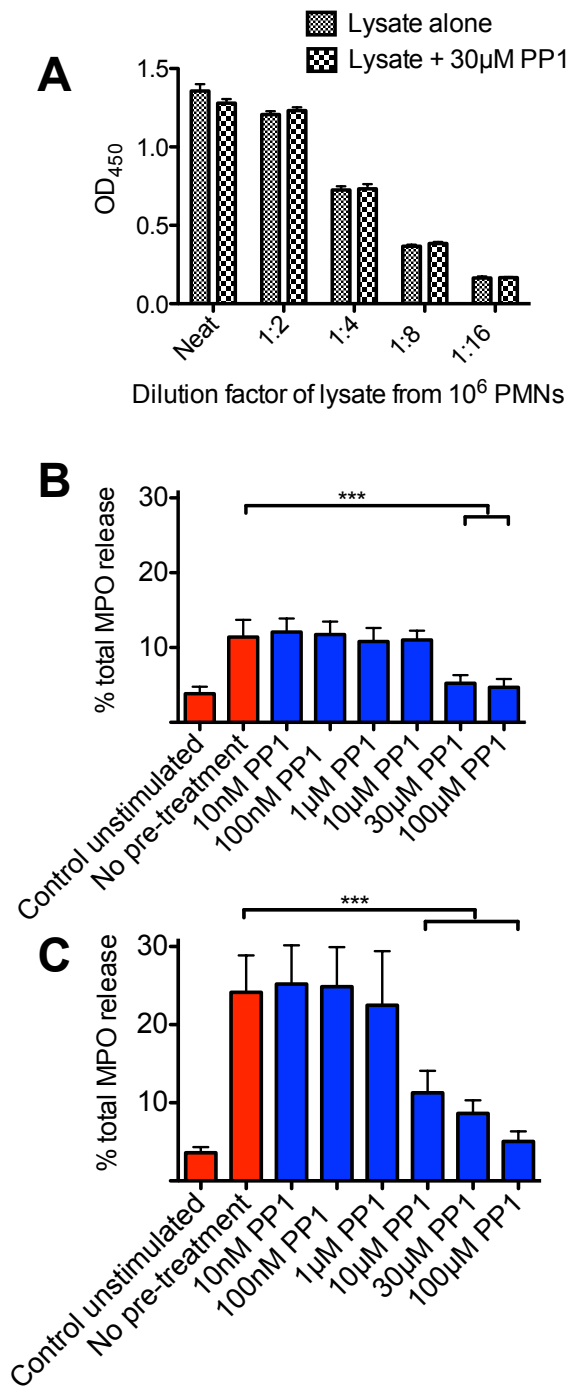 Lysate alone
Lysate + 30µM PP1
A
1.5
1.0
0.5
0.0
OD450
Neat
1:2
1:4
1:8
1:16
Dilution factor of lysate from 10⁶ PMNs
B
% total MPO release
30
20
10
***
Control unstimulated
No pre-treatment
10nM PP1
100nM PP1
1µM PP1
10µM PP1
30µM PP1
100µM PP1
C
% total MPO release
30
20
10
***
Control unstimulated
No pre-treatment
10nM PP1
100nM PP1
1µM PP1
10µM PP1
30µM PP1
100µM PP1